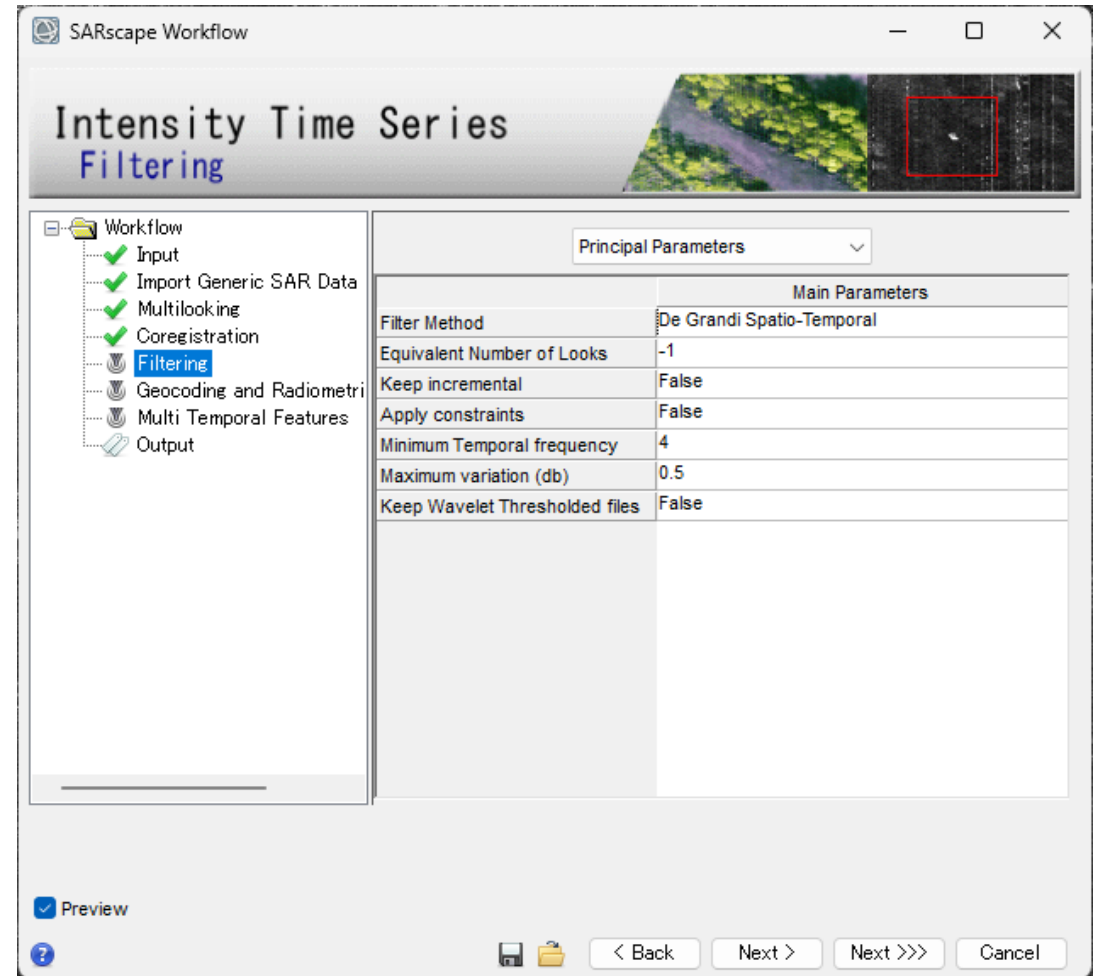 SARscape Workflow
Intensity Time Series
Filtering
Workflow
Input
Import Generic SAR Data
Multilooking
Coregistration
Filtering
Geocoding and Radiometri
Multi Temporal Features
Output
Principal Parameters
Main Parameters
Filter Method De Grandi Spatio-Temporal
Equivalent Number of Looks -1
Keep incremental False
Apply constraints False
Minimum Temporal frequency 4
Maximum variation (db) 0.5
Keep Wavelet Thresholded files False
Preview
< Back Next > Next >>> Cancel